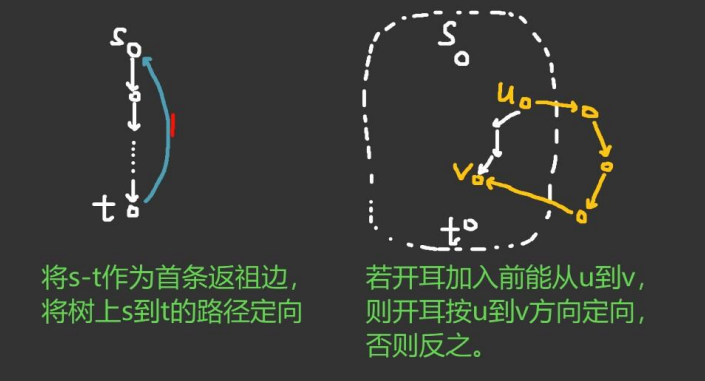 s
t
将s-t作为首条返祖边，
将树上s到t的路径定向
S
u
v
t
若开耳加入前能从u到v，
则开耳按u到v方向定向，
否则反之。